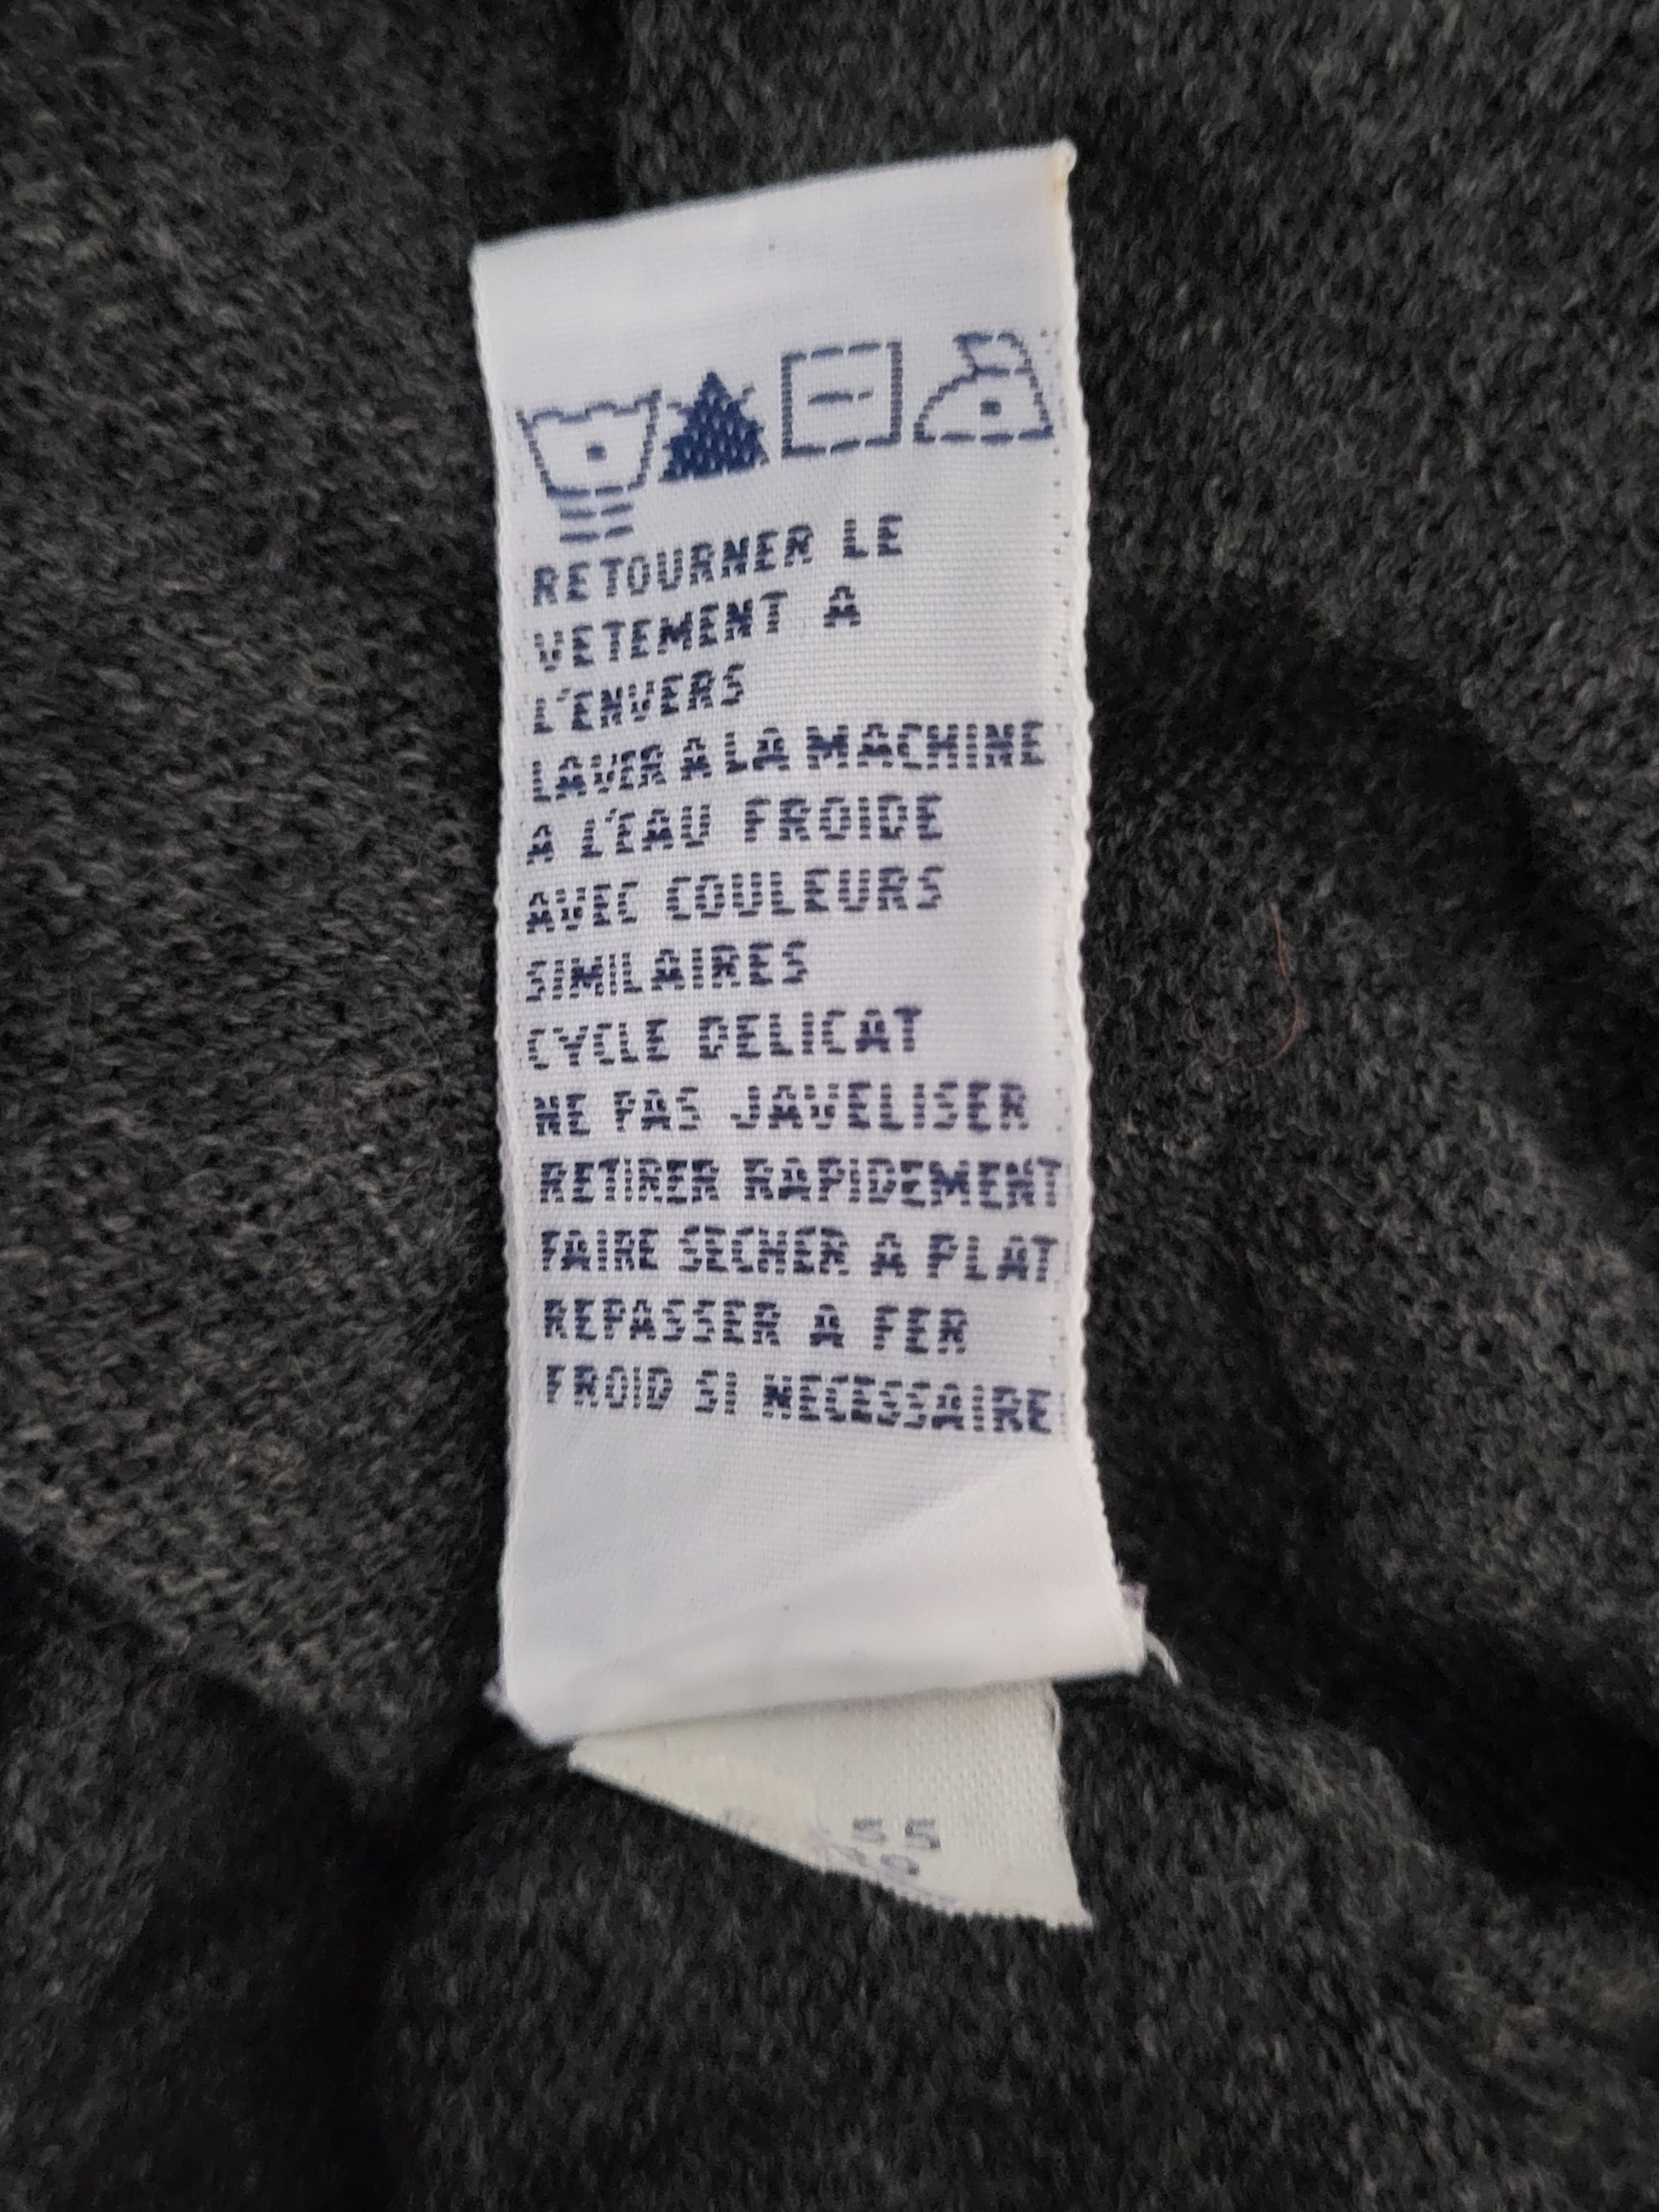 RETOURNER LE
VETEMENT A
L'ENVERS
LAVER A LA MACHINE
A L'EAU FROIDE
AVEC COULEURS
SIMILAIRES
CYCLE DELICAT
NE PAS JAVELISER
RETIRER RAPIDEMENT
FAIRE SECHER A PLAT
REPASSER A FER
FROID SI NECESSAIRE